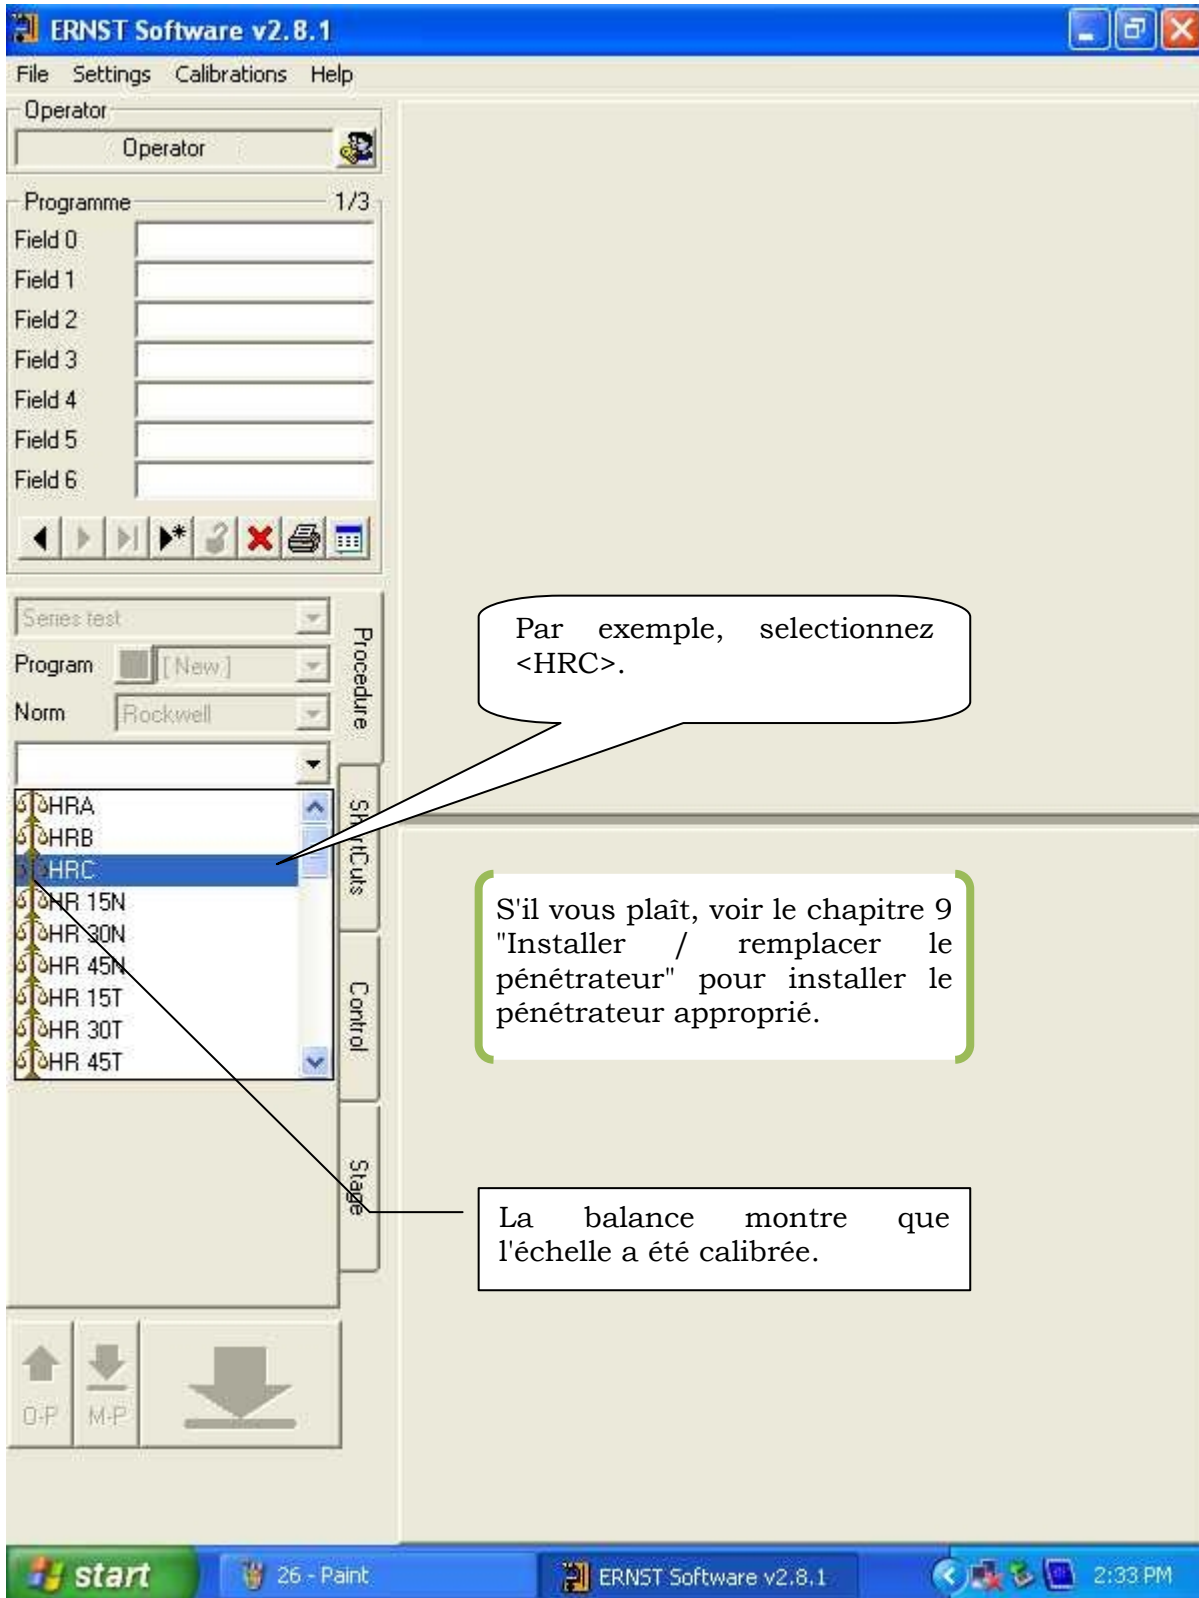 ERNST Software v2.8.1
File Settings Calibrations Help
Operator
Operator
Programme 1/3
Field 0
Field 1
Field 2
Field 3
Field 4
Field 5
Field 6
Series test
Program [ New ]
Norm Rockwell
HRA
HRB
HRC
HR 15N
HR 30N
HR 45N
HR 15T
HR 30T
HR 45T
Procedure
ShortCuts
Control
Stage
Par exemple, selectionnez
<HRC>.
S'il vous plaît, voir le chapitre 9
"Installer / remplacer le
pénétrateur" pour installer le
pénétrateur approprié.
La balance montre que
l'échelle a été calibrée.
O-P M-P
start 26 - Paint ERNST Software v2.8.1 2:33 PM